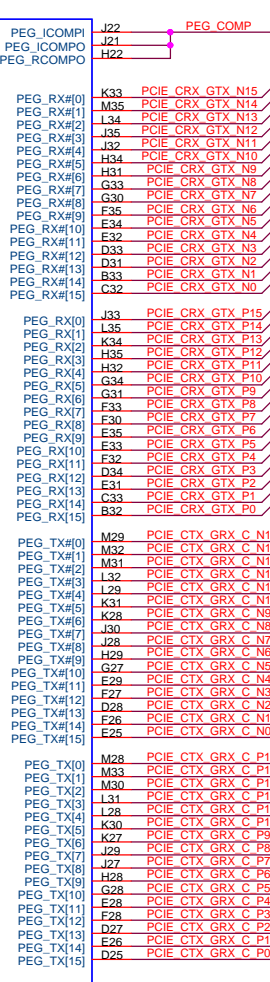 PEG_ICOMPI J22 PEG_COMP
PEG_ICOMPO J21
PEG_RCOMPO H22
PEG_RX#[0] K33 PCIE_CRX_GTX_N15
PEG_RX#[1] M35 PCIE_CRX_GTX_N14
PEG_RX#[2] L34 PCIE_CRX_GTX_N13
PEG_RX#[3] J35 PCIE_CRX_GTX_N12
PEG_RX#[4] J32 PCIE_CRX_GTX_N11
PEG_RX#[5] H34 PCIE_CRX_GTX_N10
PEG_RX#[6] H31 PCIE_CRX_GTX_N9
PEG_RX#[7] G33 PCIE_CRX_GTX_N8
PEG_RX#[8] G30 PCIE_CRX_GTX_N7
PEG_RX#[9] F35 PCIE_CRX_GTX_N6
PEG_RX#[10] E34 PCIE_CRX_GTX_N5
PEG_RX#[11] E32 PCIE_CRX_GTX_N4
PEG_RX#[12] D33 PCIE_CRX_GTX_N3
PEG_RX#[13] D31 PCIE_CRX_GTX_N2
PEG_RX#[14] B33 PCIE_CRX_GTX_N1
PEG_RX#[15] C32 PCIE_CRX_GTX_N0
PEG_RX[0] J33 PCIE_CRX_GTX_P15
PEG_RX[1] L35 PCIE_CRX_GTX_P14
PEG_RX[2] K34 PCIE_CRX_GTX_P13
PEG_RX[3] H35 PCIE_CRX_GTX_P12
PEG_RX[4] H32 PCIE_CRX_GTX_P11
PEG_RX[5] G34 PCIE_CRX_GTX_P10
PEG_RX[6] G31 PCIE_CRX_GTX_P9
PEG_RX[7] F33 PCIE_CRX_GTX_P8
PEG_RX[8] F30 PCIE_CRX_GTX_P7
PEG_RX[9] E35 PCIE_CRX_GTX_P6
PEG_RX[10] E33 PCIE_CRX_GTX_P5
PEG_RX[11] F32 PCIE_CRX_GTX_P4
PEG_RX[12] D34 PCIE_CRX_GTX_P3
PEG_RX[13] E31 PCIE_CRX_GTX_P2
PEG_RX[14] C33 PCIE_CRX_GTX_P1
PEG_RX[15] B32 PCIE_CRX_GTX_P0
PEG_TX#[0] M29 PCIE_CTX_GRX_C_N1
PEG_TX#[1] M32 PCIE_CTX_GRX_C_N1
PEG_TX#[2] M31 PCIE_CTX_GRX_C_N1
PEG_TX#[3] L32 PCIE_CTX_GRX_C_N1
PEG_TX#[4] L29 PCIE_CTX_GRX_C_N1
PEG_TX#[5] K31 PCIE_CTX_GRX_C_N1
PEG_TX#[6] K28 PCIE_CTX_GRX_C_N9
PEG_TX#[7] J30 PCIE_CTX_GRX_C_N8
PEG_TX#[8] J28 PCIE_CTX_GRX_C_N7
PEG_TX#[9] H29 PCIE_CTX_GRX_C_N6
PEG_TX#[10] G27 PCIE_CTX_GRX_C_N5
PEG_TX#[11] E29 PCIE_CTX_GRX_C_N4
PEG_TX#[12] F27 PCIE_CTX_GRX_C_N3
PEG_TX#[13] D28 PCIE_CTX_GRX_C_N2
PEG_TX#[14] F26 PCIE_CTX_GRX_C_N1
PEG_TX#[15] E25 PCIE_CTX_GRX_C_N0
PEG_TX[0] M28 PCIE_CTX_GRX_C_P1
PEG_TX[1] M33 PCIE_CTX_GRX_C_P1
PEG_TX[2] M30 PCIE_CTX_GRX_C_P1
PEG_TX[3] L31 PCIE_CTX_GRX_C_P1
PEG_TX[4] L28 PCIE_CTX_GRX_C_P1
PEG_TX[5] K30 PCIE_CTX_GRX_C_P1
PEG_TX[6] K27 PCIE_CTX_GRX_C_P9
PEG_TX[7] J29 PCIE_CTX_GRX_C_P8
PEG_TX[8] J27 PCIE_CTX_GRX_C_P7
PEG_TX[9] H28 PCIE_CTX_GRX_C_P6
PEG_TX[10] G28 PCIE_CTX_GRX_C_P5
PEG_TX[11] E28 PCIE_CTX_GRX_C_P4
PEG_TX[12] F28 PCIE_CTX_GRX_C_P3
PEG_TX[13] D27 PCIE_CTX_GRX_C_P2
PEG_TX[14] E26 PCIE_CTX_GRX_C_P1
PEG_TX[15] D25 PCIE_CTX_GRX_C_P0